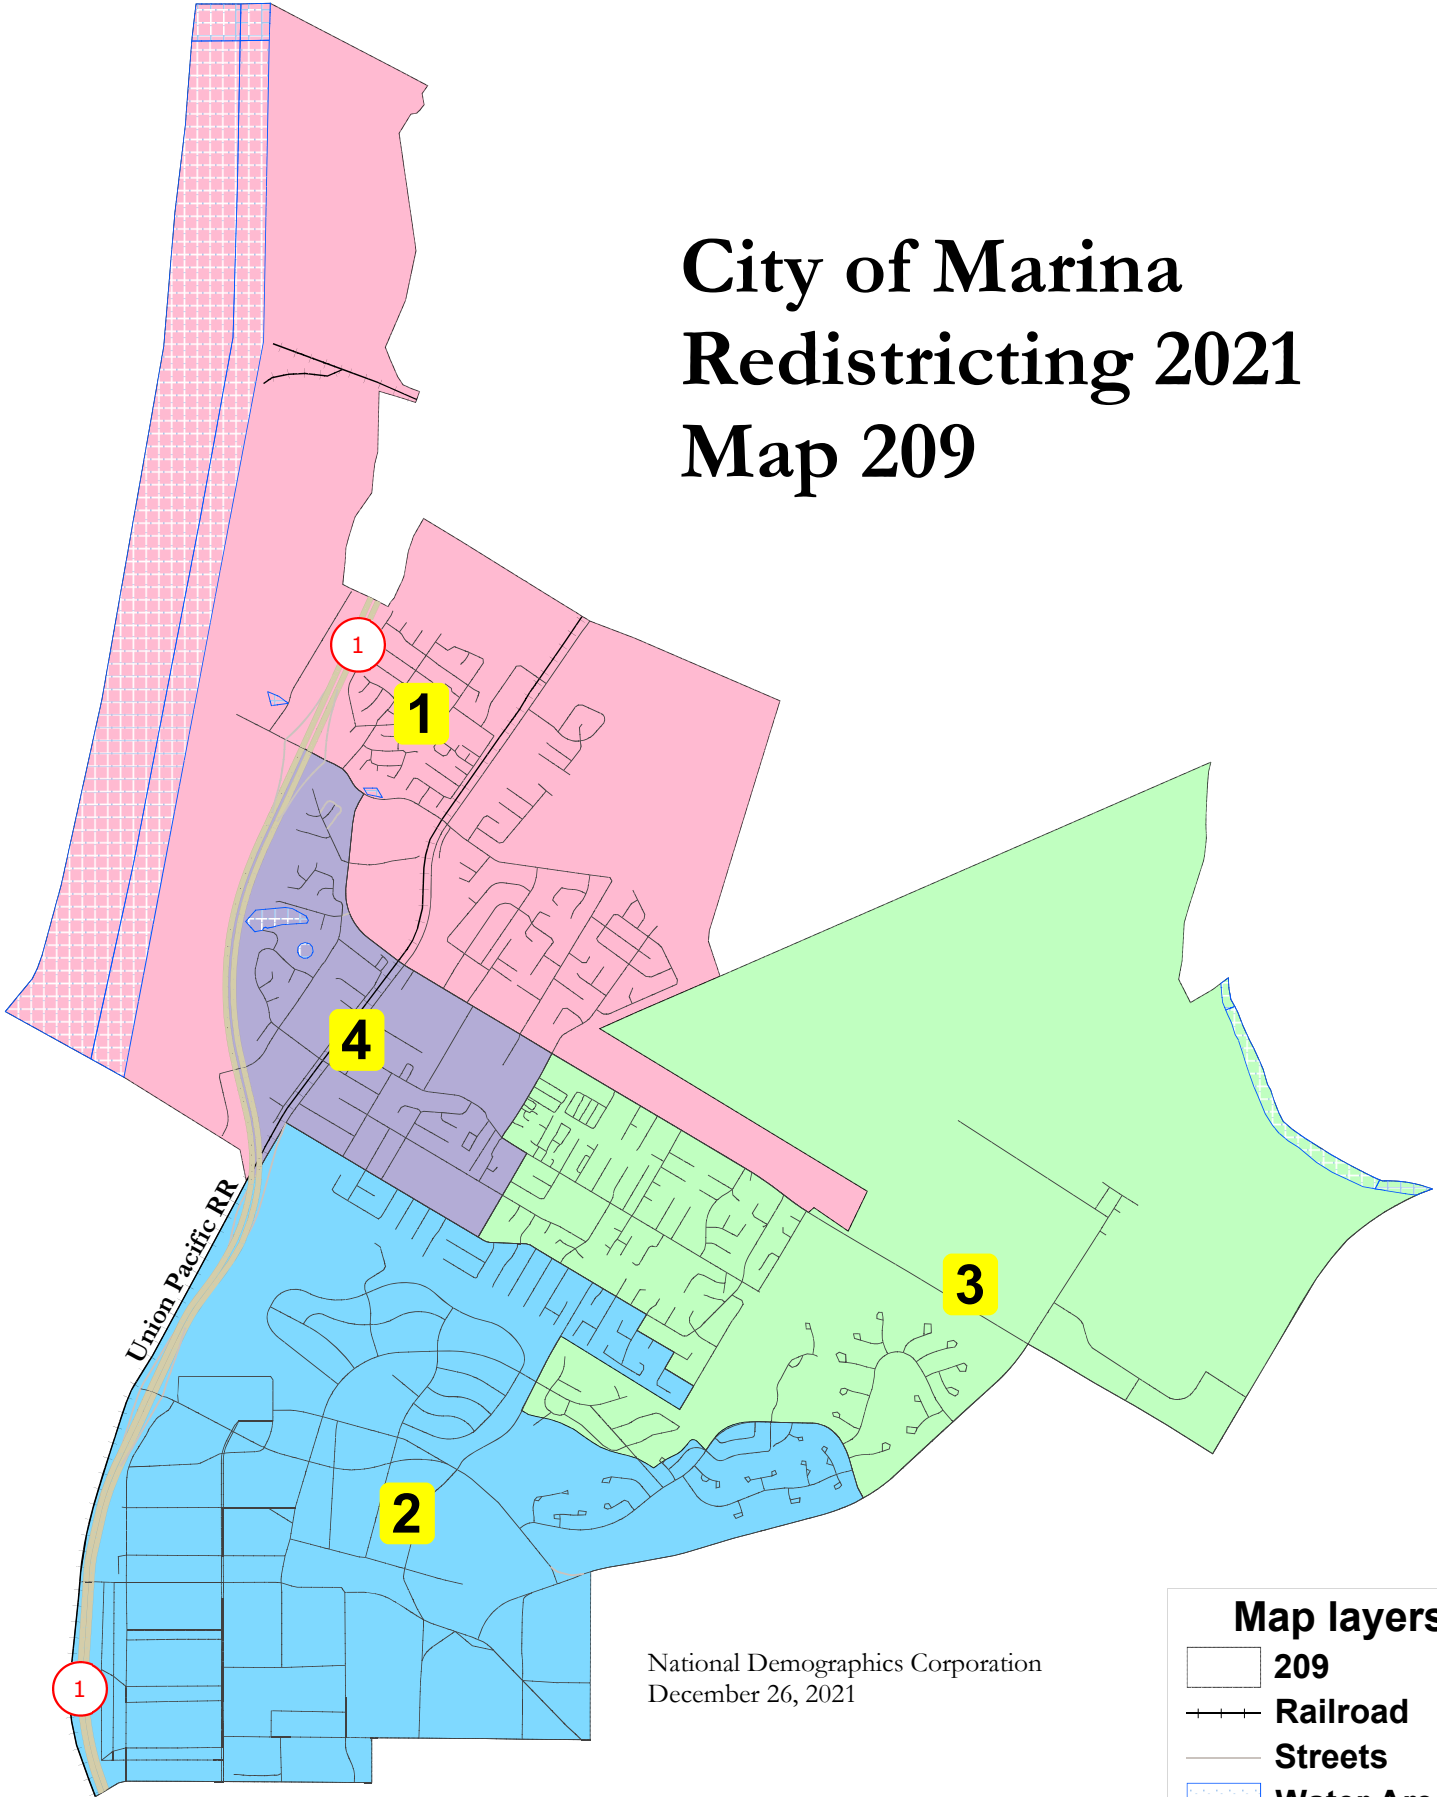 City of Marina
Redistricting 2021
Map 209
1
1
4
Union Pacific RR
3
2
1
National Demographics Corporation
December 26, 2021
Map layers
209
Railroad
Streets
Water